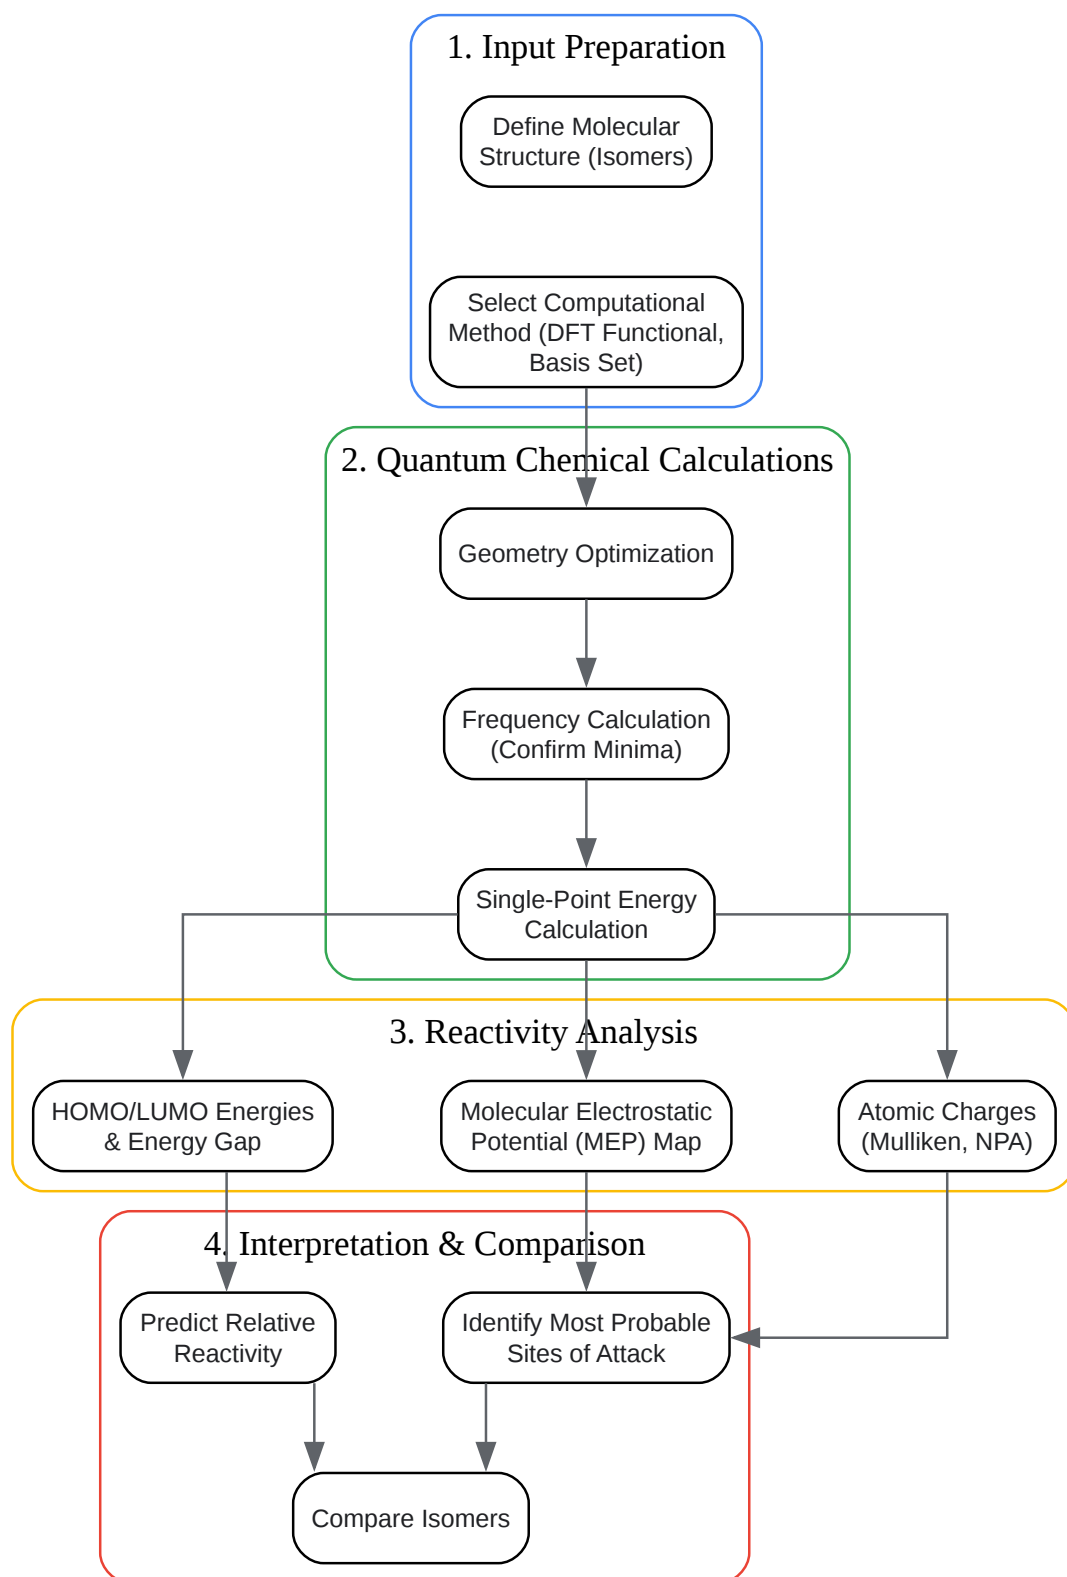 1. Input Preparation
Define Molecular
Structure (Isomers)
Select Computational
Method (DFT Functional,
Basis Set)
2. Quantum Chemical Calculations
Geometry Optimization
Frequency Calculation
(Confirm Minima)
Single-Point Energy
Calculation
3. Reactivity Analysis
HOMO/LUMO Energies
& Energy Gap
Molecular Electrostatic
Potential (MEP) Map
Atomic Charges
(Mulliken, NPA)
4. Interpretation & Comparison
Predict Relative
Reactivity
Identify Most Probable
Sites of Attack
Compare Isomers